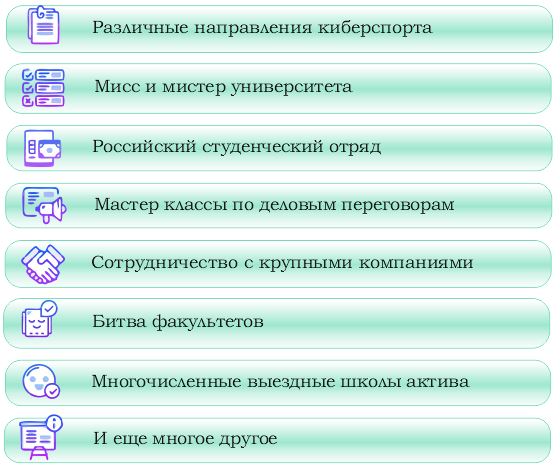 Различные направления киберспорта
Мисс и мистер университета
Российский студенческий отряд
Мастер классы по деловым переговорам
Сотрудничество с крупными компаниями
Битва факультетов
Многочисленные выездные школы актива
И еще многое другое